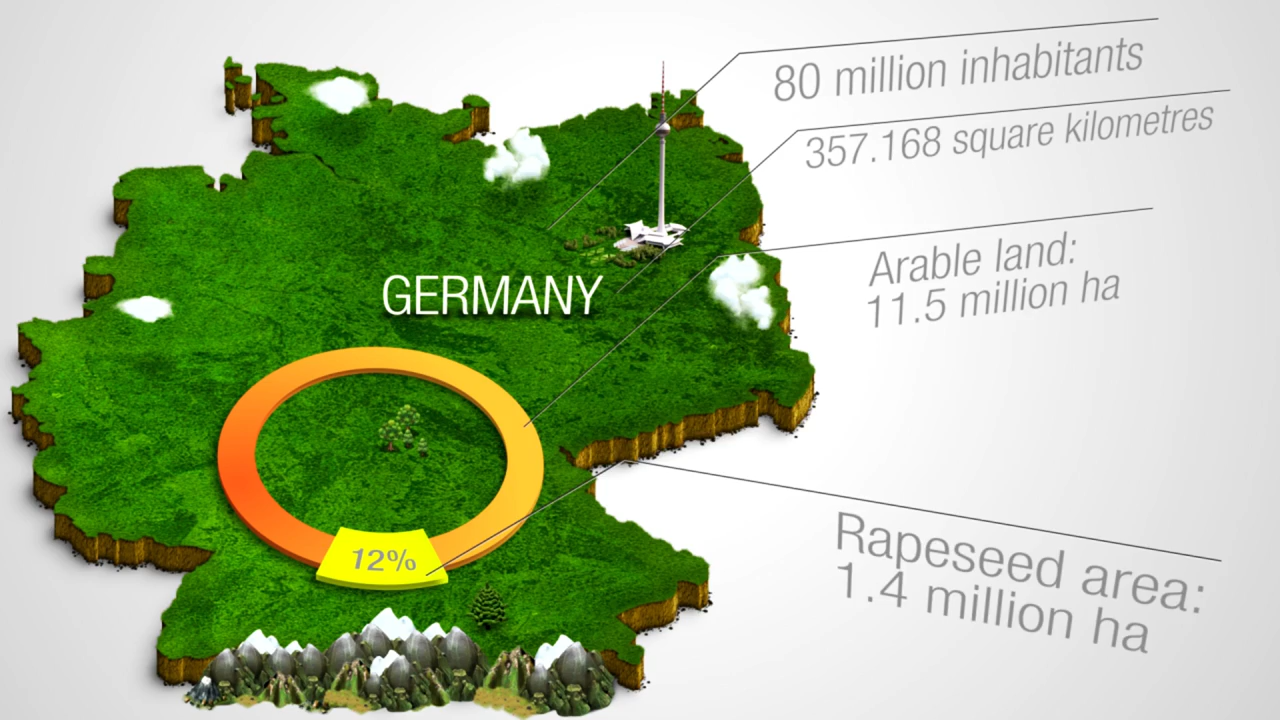 80 million inhabitants
357.168 square kilometres
Arable land:
11.5 million ha
GERMANY
12%
Rapeseed area:
1.4 million ha